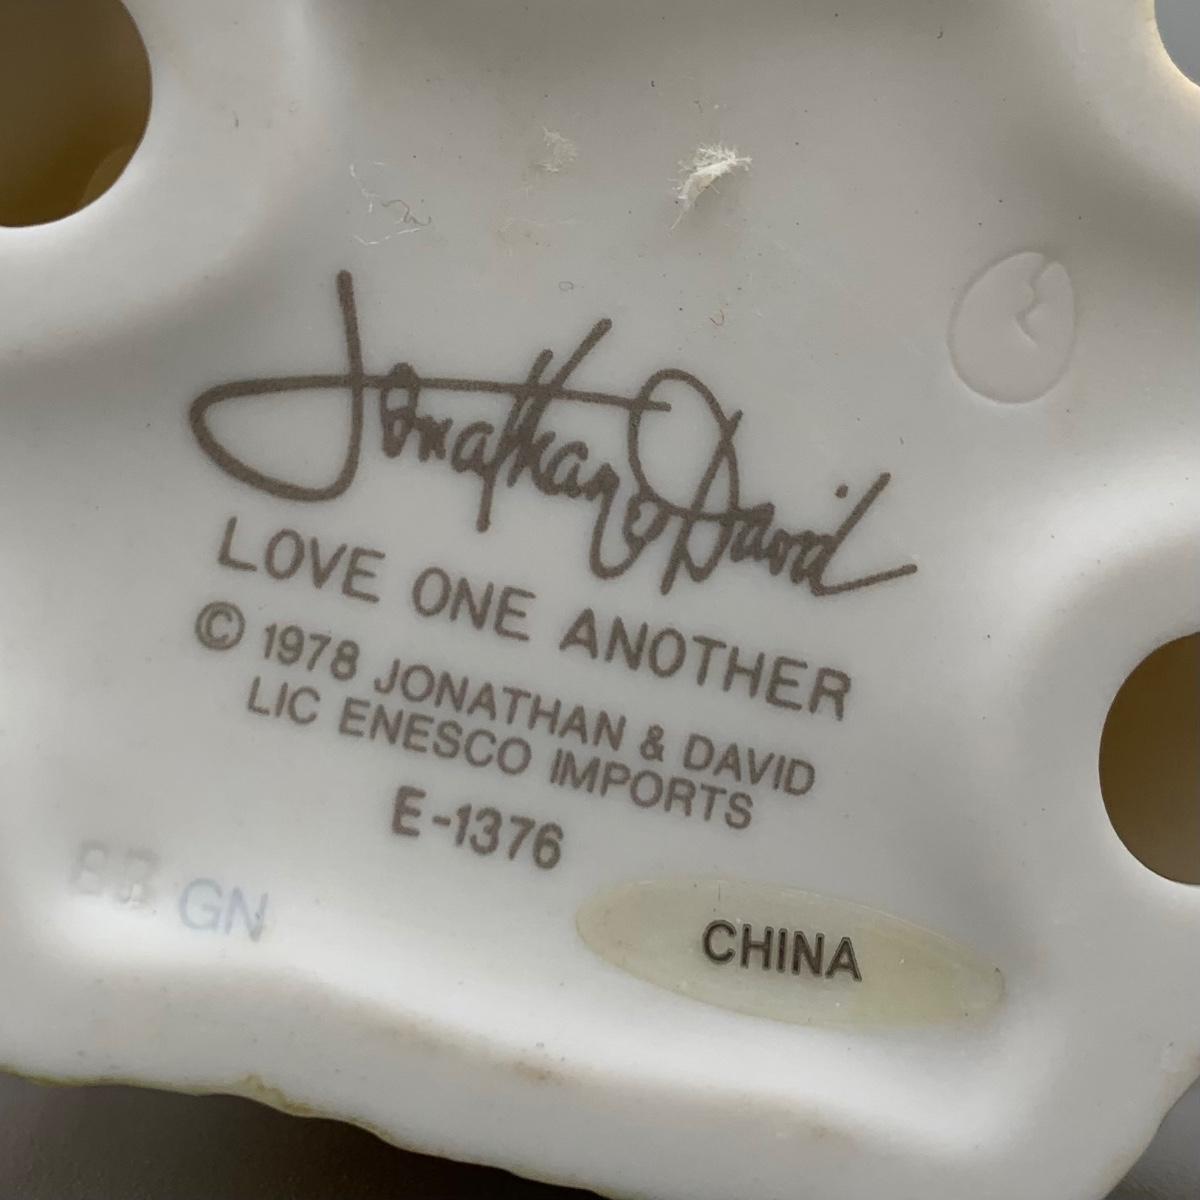 Jonathan & David
LOVE ONE ANOTHER
© 1978 JONATHAN & DAVID
LIC ENESCO IMPORTS
E-1376
GN
CHINA